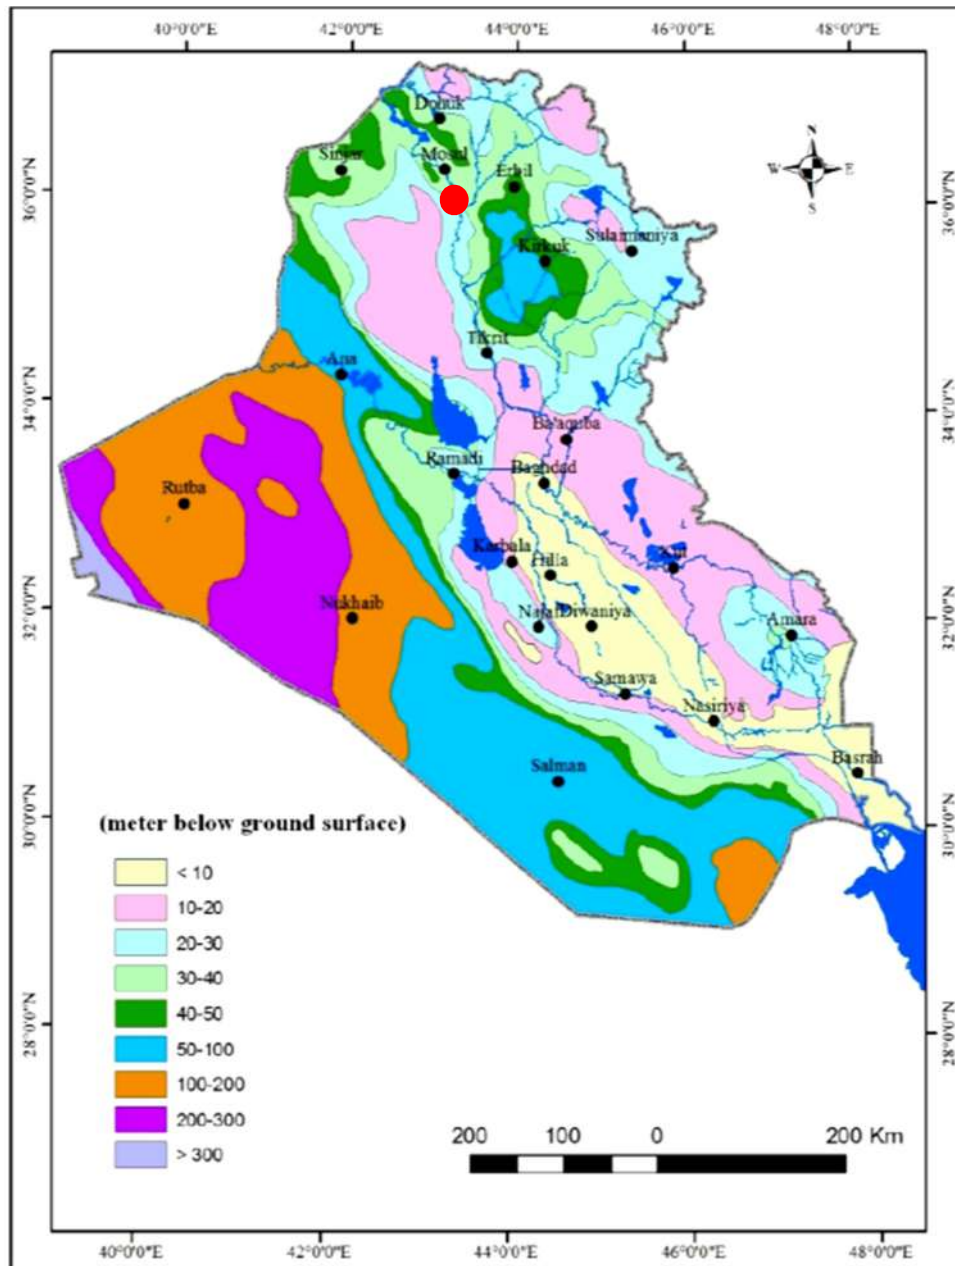 40°0'0"E 42°0'0"E 44°0'0"E 46°0'0"E 48°0'0"E
N
W E
S
36°0'0"N
36°0'0"N
34°0'0"N
34°0'0"N
32°0'0"N
32°0'0"N
30°0'0"N
30°0'0"N
28°0'0"N
28°0'0"N
Dohuk
Sinjar
Mosul
Erbil
Sulaimaniya
Kirkuk
Tikrit
Ana
Ba'aquba
Ramadi
Baghdad
Rutba
Karbala
Hilla
Kut
Nukhaib
Najaf
Diwaniya
Amara
Samawa
Nasiriya
Basrah
Salman
(meter below ground surface)
< 10
10-20
20-30
30-40
40-50
50-100
100-200
200-300
> 300
200 100 0 200 Km
40°0'0"E 42°0'0"E 44°0'0"E 46°0'0"E 48°0'0"E